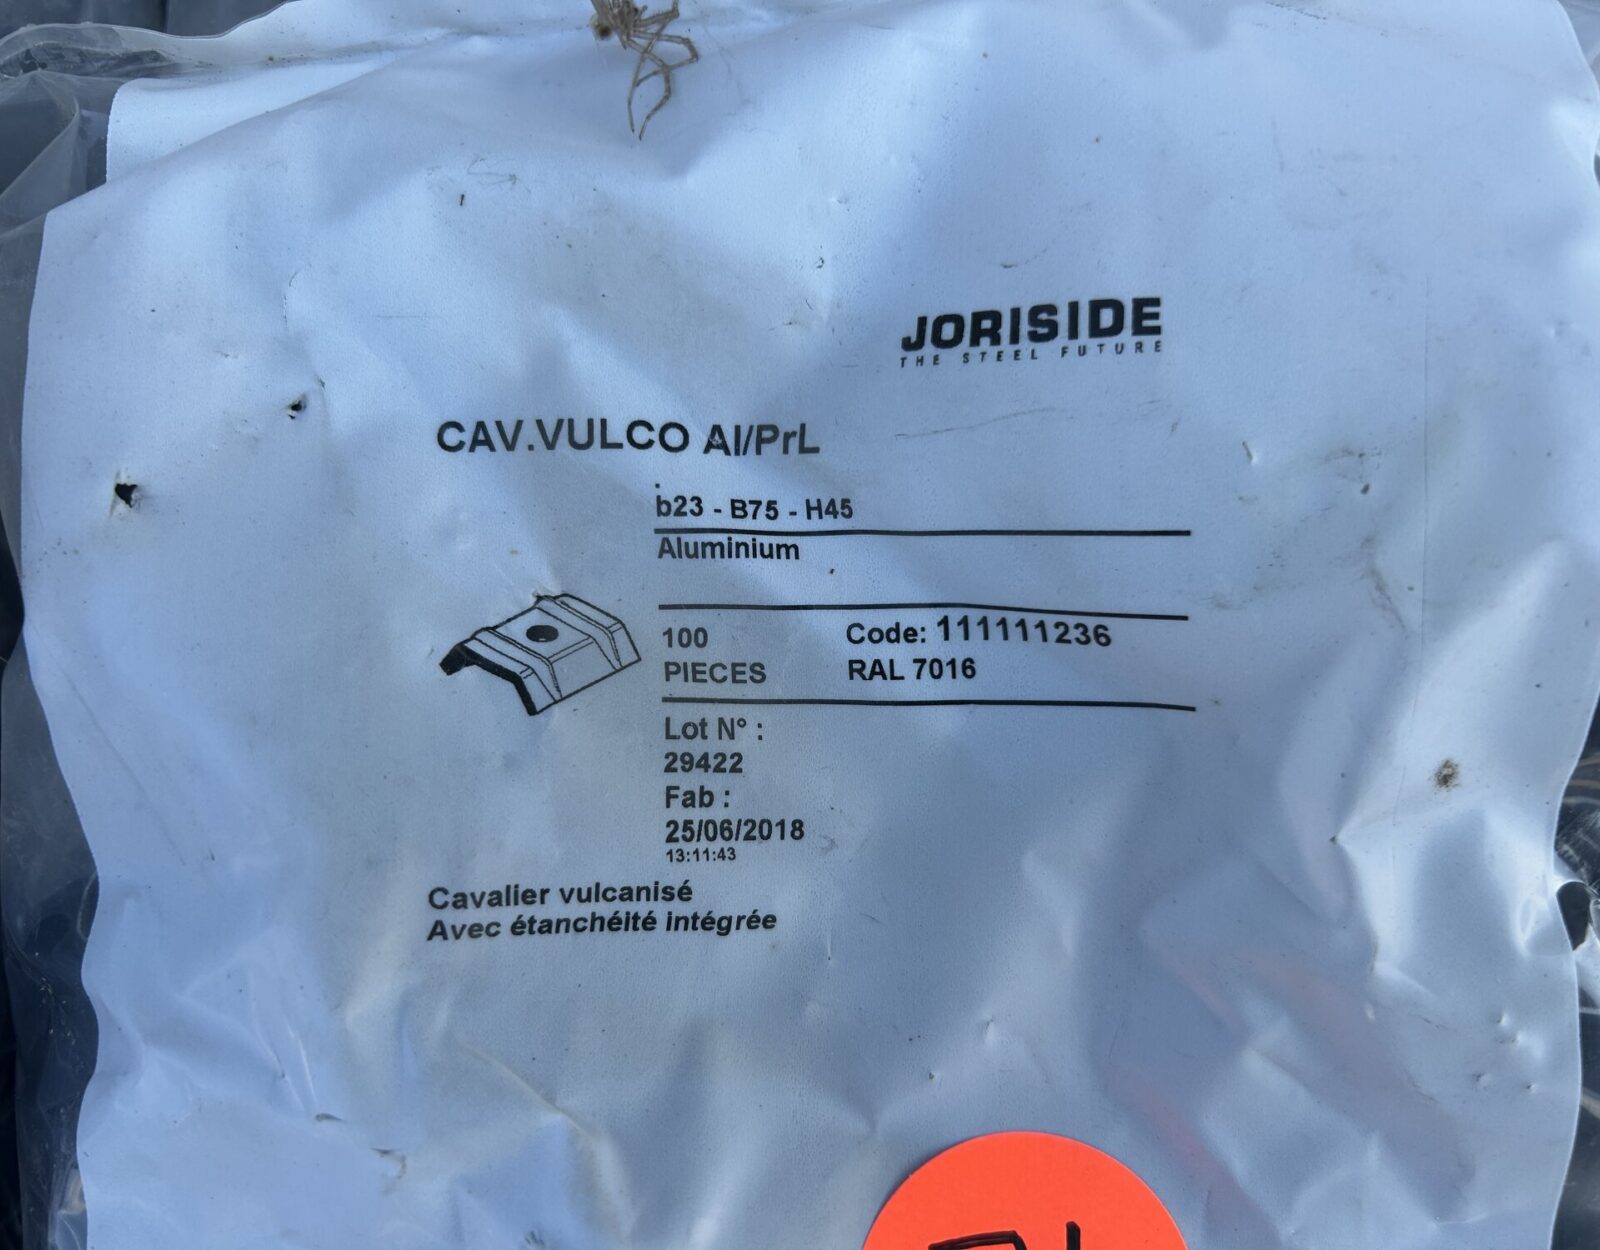 JORISIDE
THE STEEL FUTURE
CAV.VULCO Al/PrL
b23 - B75 - H45
Aluminium
100
PIECES
Code: 111111236
RAL 7016
Lot N° :
29422
Fab :
25/06/2018
13:11:43
Cavalier vulcanisé
Avec étanchéité intégrée